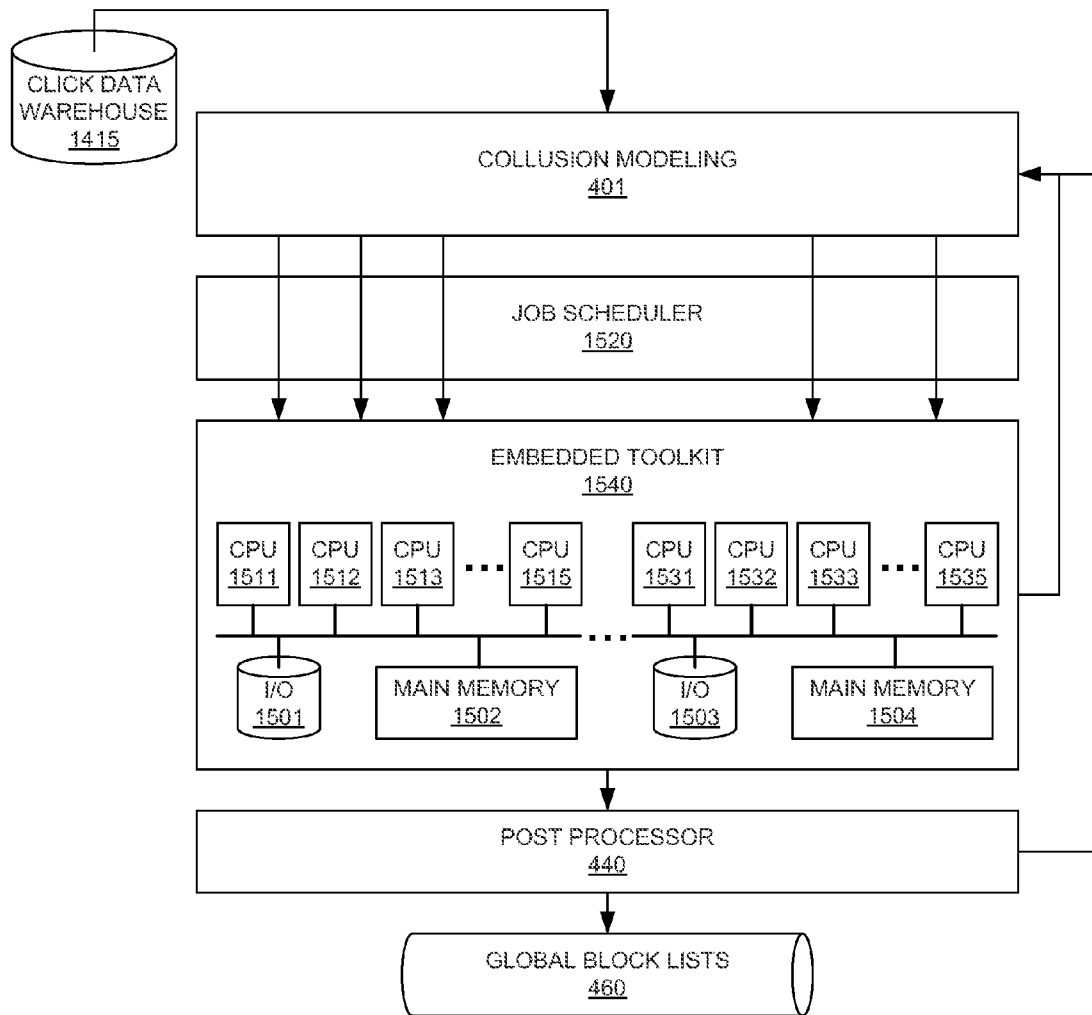 CLICK DATA
WAREHOUSE
1415
COLLUSION MODELING
401
JOB SCHEDULER
1520
EMBEDDED TOOLKIT
1540
CPU
1511
CPU
1512
CPU
1513
CPU
1515
CPU
1531
CPU
1532
CPU
1533
CPU
1535
I/O
1501
MAIN MEMORY
1502
I/O
1503
MAIN MEMORY
1504
POST PROCESSOR
440
GLOBAL BLOCK LISTS
460